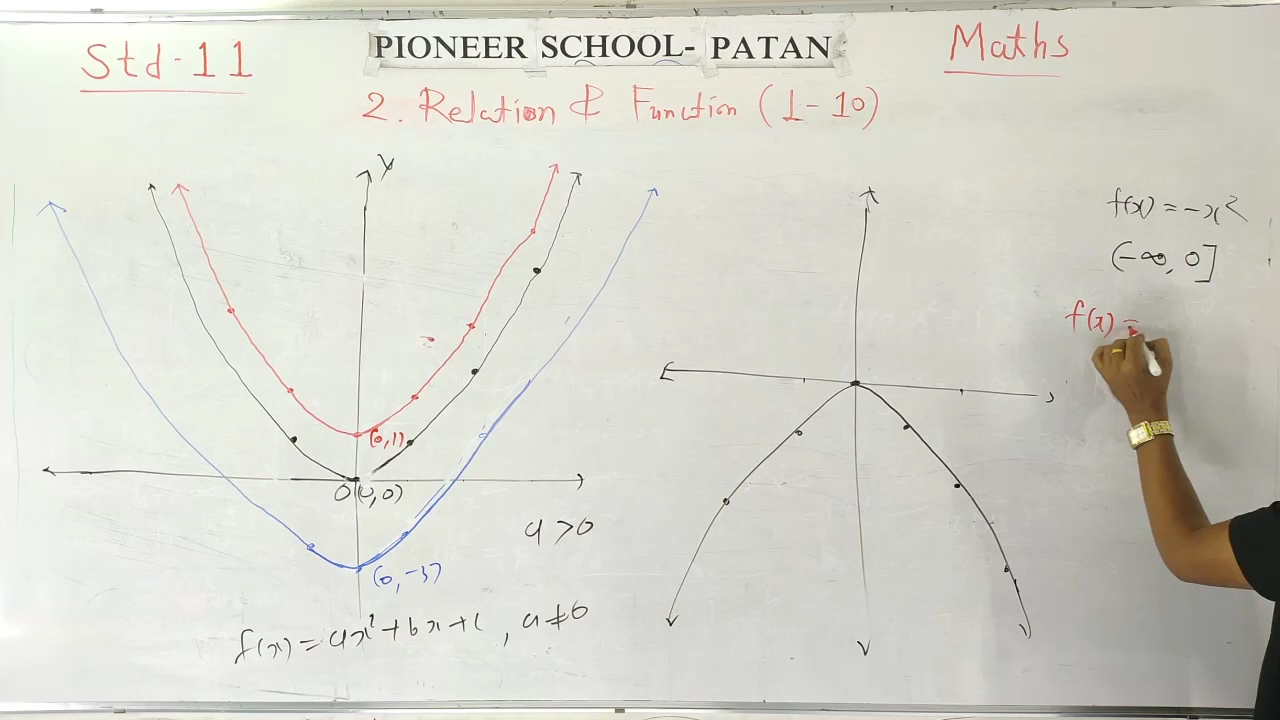 Std-11
PIONEER SCHOOL- PATAN
Maths
2. Relation & Function (1-10)
y
(0,1)
O (0,0)
(0,-3)
a>0
f(x)=ax²+bx+c, a≠0
f(x)=-x²
(-∞,0]
f(x)=